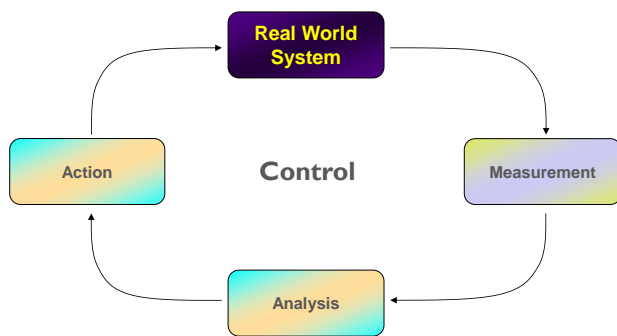 Real World
System
Action
Control
Measurement
Analysis